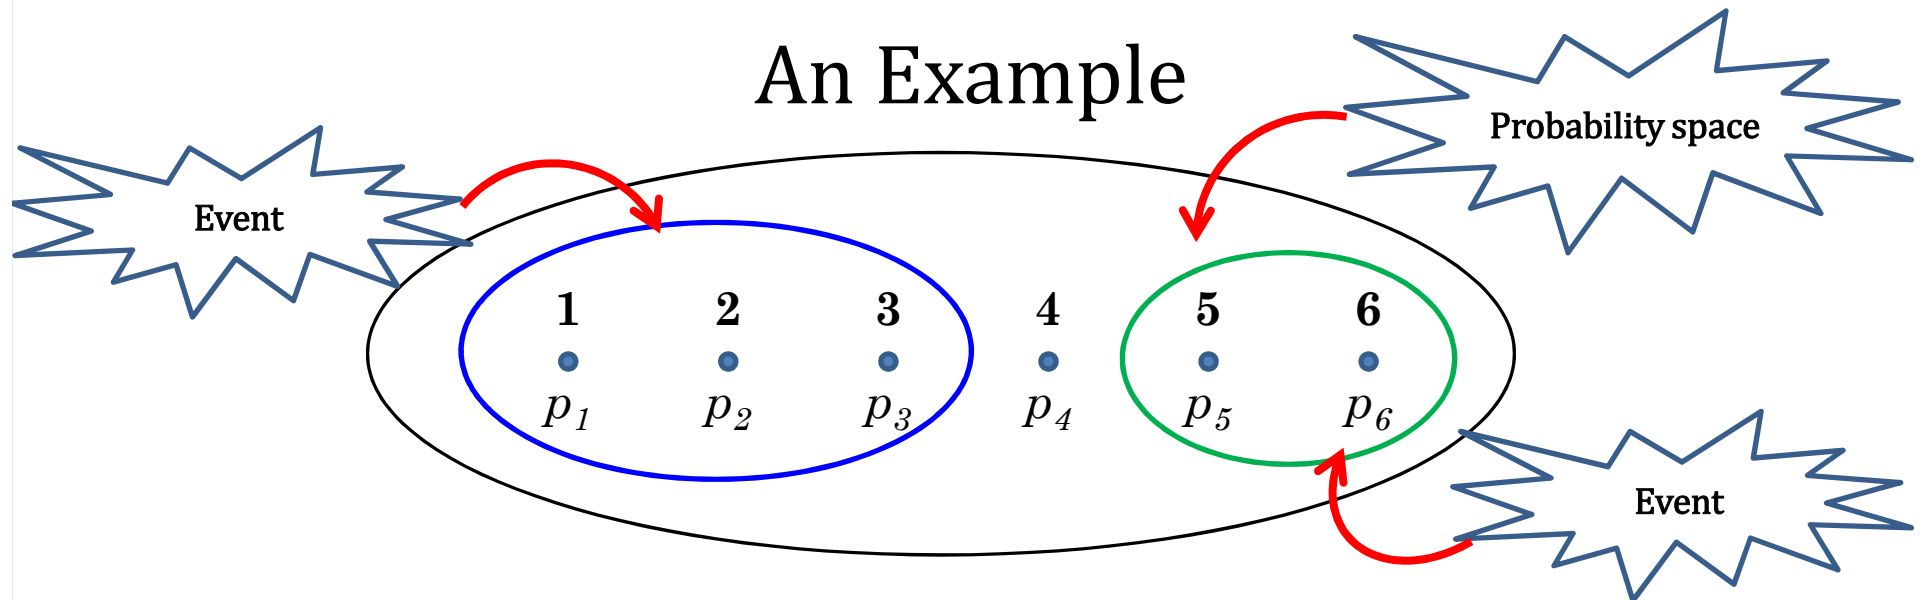 An Example
Probability space
Event
1 2 3 4 5 6
p1 p2 p3 p4 p5 p6
Event